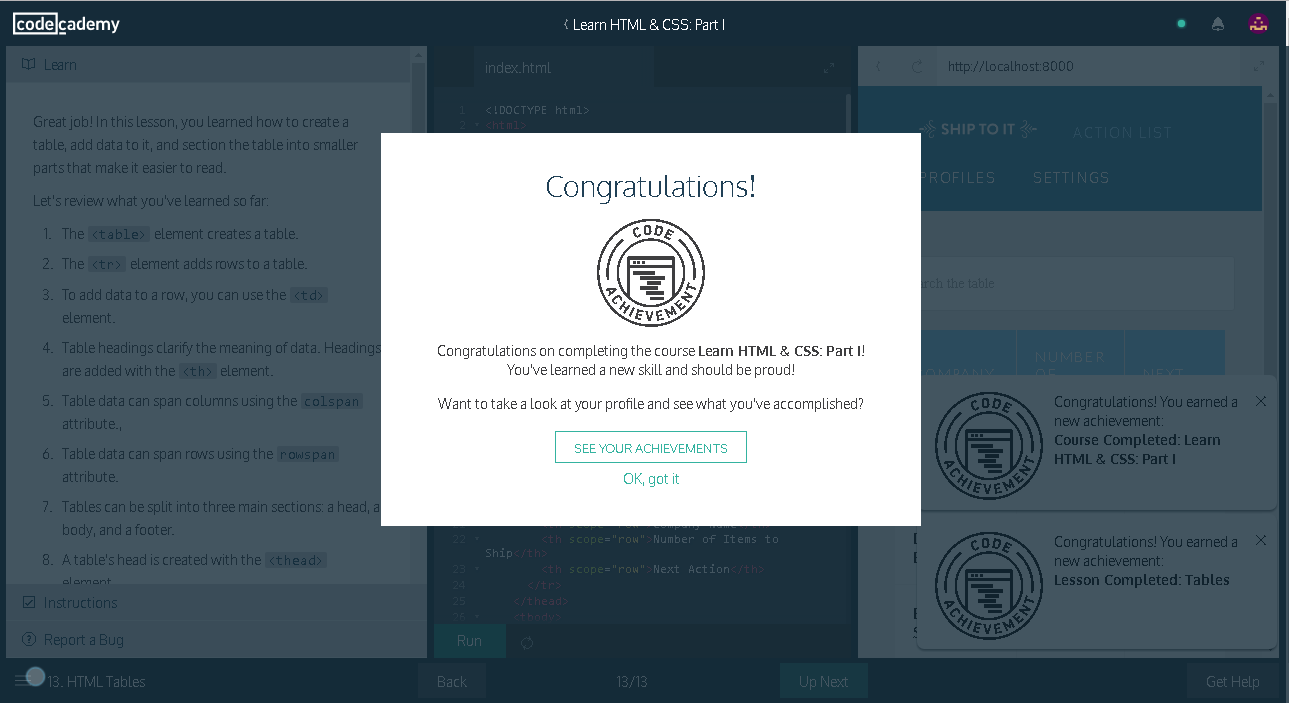 codecademy
Learn HTML & CSS: Part I
Learn
Great job! In this lesson, you learned how to create a
table, add data to it, and section the table into smaller
parts that make it easier to read.
Let's review what you've learned so far:
1. The <table> element creates a table.
2. The <tr> element adds rows to a table.
3. To add data to a row, you can use the <td>
element.
4. Table headings clarify the meaning of data. Headings
are added with the <th> element.
5. Table data can span columns using the colspan
attribute.,
6. Table data can span rows using the rowspan
attribute.
7. Tables can be split into three main sections: a head, a
body, and a footer.
8. A table's head is created with the <thead>
element.
Instructions
Report a Bug
13. HTML Tables
index.html
1 <!DOCTYPE html>
2 <html>
Congratulations!
CODE
ACHIEVEMENT
Congratulations on completing the course Learn HTML & CSS: Part I!
You've learned a new skill and should be proud!
Want to take a look at your profile and see what you've accomplished?
SEE YOUR ACHIEVEMENTS
OK, got it
22 <th scope="row">Number of Items to
Ship</th>
23 <th scope="row">Next Action</th>
24 </tr>
25 </thead>
26 <tbody>
Run
Back
13/13
Up Next
Get Help
http://localhost:8000
SHIP TO IT
ACTION LIST
PROFILES
SETTINGS
rch the table
NUMBER
OF
NEXT
CODE
ACHIEVEMENT
Congratulations! You earned a
new achievement:
Course Completed: Learn
HTML & CSS: Part I
CODE
ACHIEVEMENT
Congratulations! You earned a
new achievement:
Lesson Completed: Tables